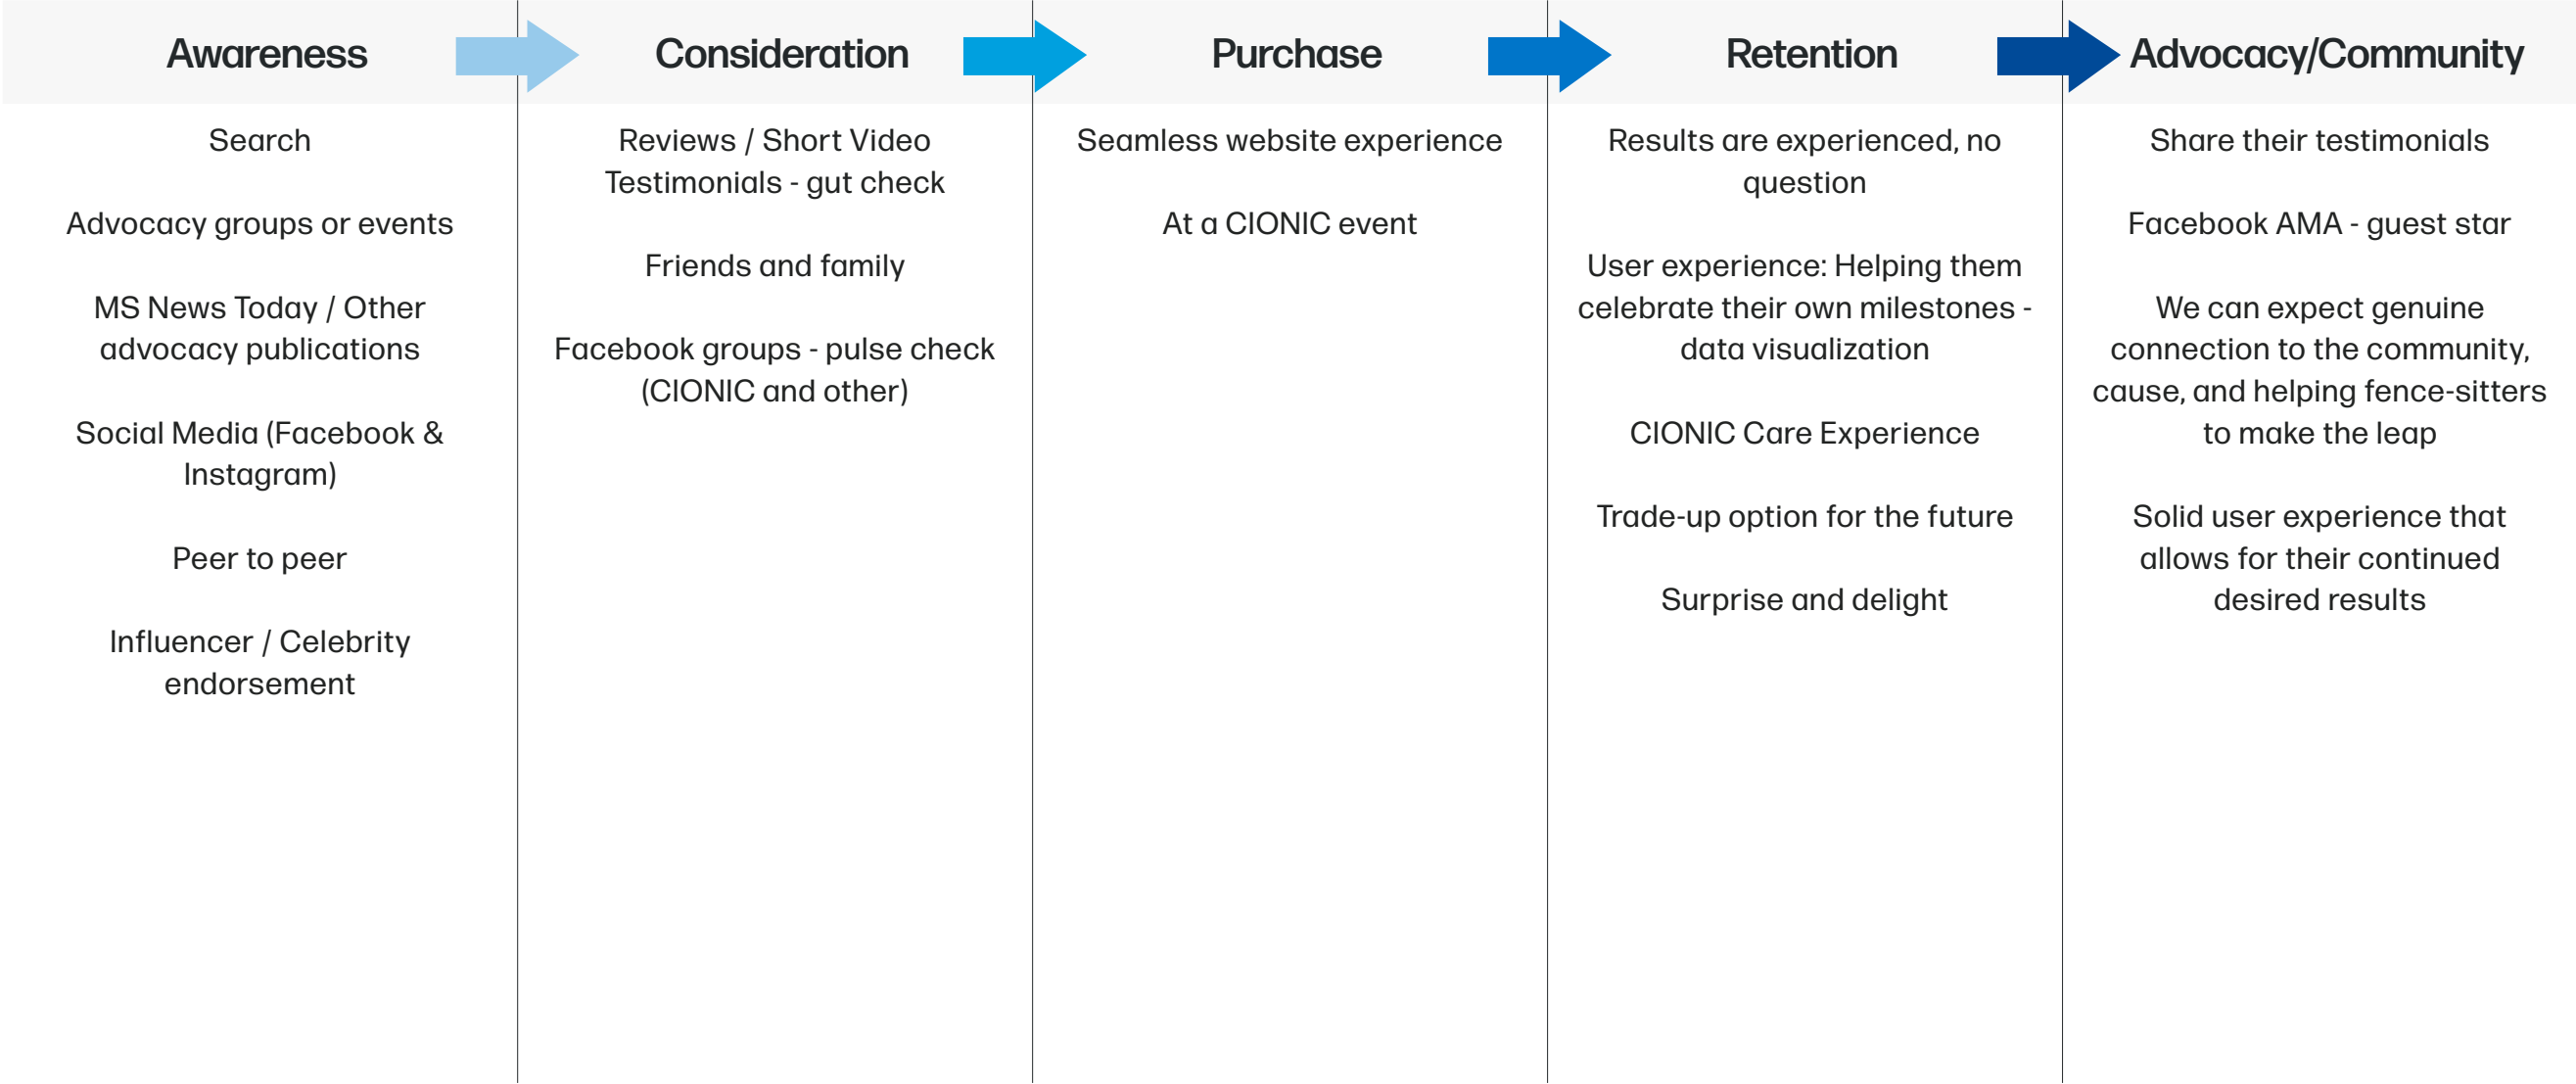 Awareness
Consideration
Purchase
Retention
Advocacy/Community
Search
Advocacy groups or events
MS News Today / Other
advocacy publications
Social Media (Facebook &
Instagram)
Peer to peer
Influencer / Celebrity
endorsement
Reviews / Short Video
Testimonials - gut check
Friends and family
Facebook groups - pulse check
(CIONIC and other)
Seamless website experience
At a CIONIC event
Results are experienced, no
question
User experience: Helping them
celebrate their own milestones -
data visualization
CIONIC Care Experience
Trade-up option for the future
Surprise and delight
Share their testimonials
Facebook AMA - guest star
We can expect genuine
connection to the community,
cause, and helping fence-sitters
to make the leap
Solid user experience that
allows for their continued
desired results